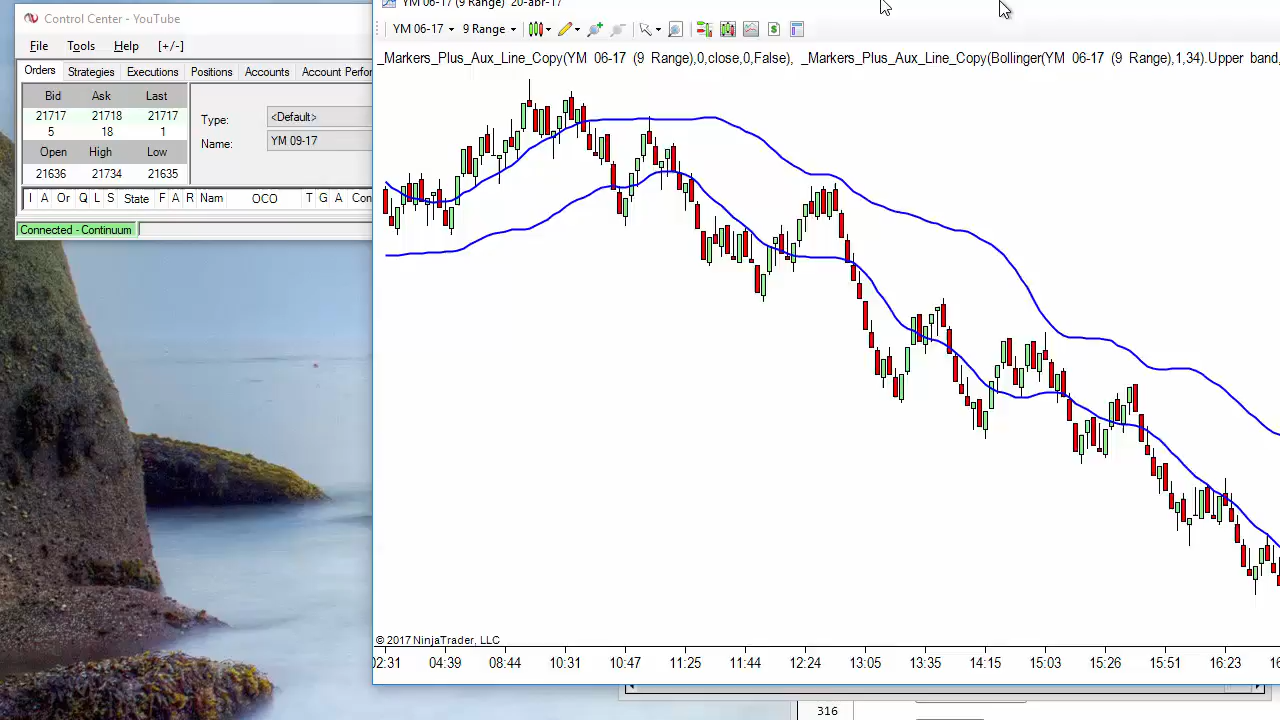 Control Center - YouTube
File Tools Help [+/-]
Orders Strategies Executions Positions Accounts Account Perfor
Bid Ask Last
21717 21718 21717
5 18 1
Open High Low
21636 21734 21635
Type: <Default>
Name: YM 09-17
I A Or Q L S State F A R Nam OCO T G A Con
Connected - Continuum
YM 06-17 (9 Range) 20-abr-17
YM 06-17 9 Range
_Markers_Plus_Aux_Line_Copy(YM 06-17 (9 Range),0,close,0,False), _Markers_Plus_Aux_Line_Copy(Bollinger(YM 06-17 (9 Range),1,34).Upper band,
© 2017 NinjaTrader, LLC
02:31 04:39 08:44 10:31 10:47 11:25 11:44 12:24 13:05 13:35 14:15 15:03 15:26 15:51 16:23 16
316